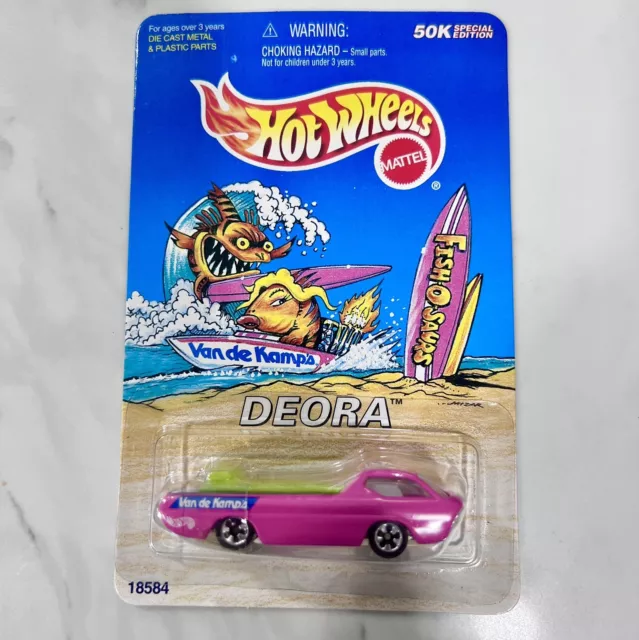 For ages over 3 years
DIE CAST METAL
& PLASTIC PARTS
⚠ WARNING:
CHOKING HAZARD – Small parts.
Not for children under 3 years.
50K SPECIAL EDITION
HOT WHEELS
MATTEL
®
FISH-O-SAURS
Van de Kamp's
DEORA™
Van de Kamp's
18584